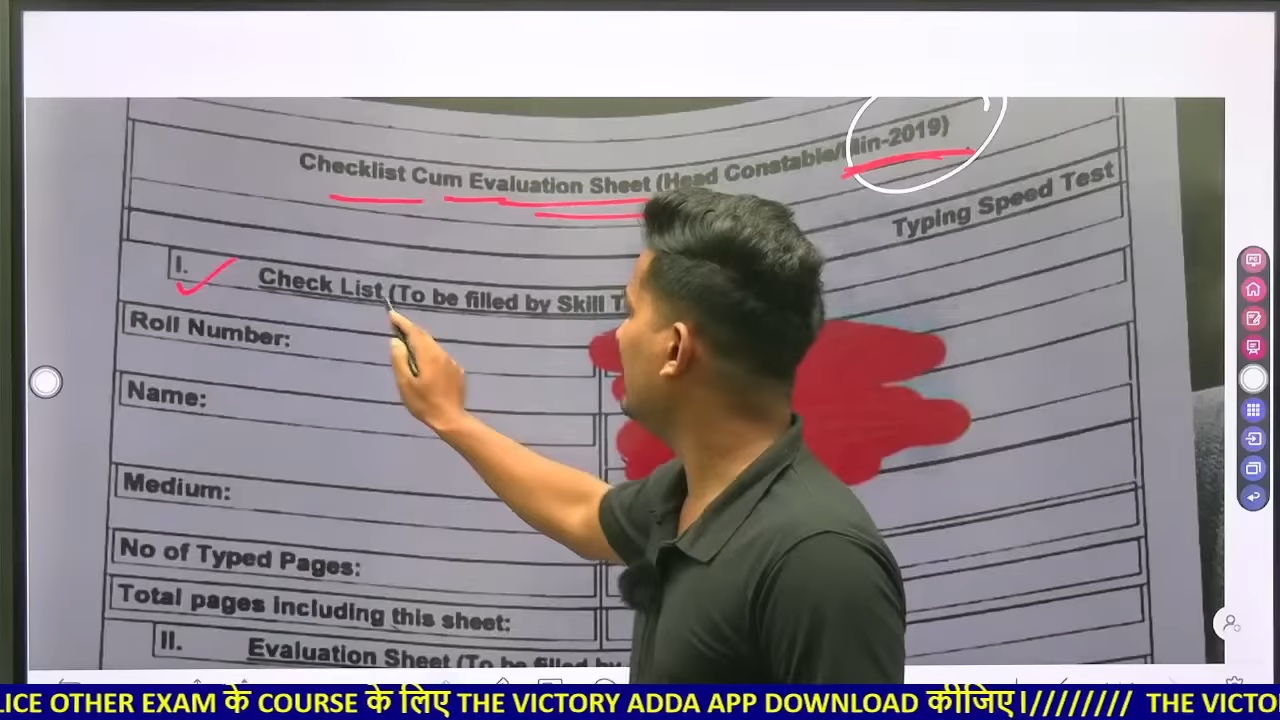 Checklist Cum Evaluation Sheet (Head Constable/Min-2019)
Typing Speed Test
I. Check List (To be filled by Skill T
Roll Number:
Name:
Medium:
No of Typed Pages:
Total pages including this sheet:
II. Evaluation Sheet (To be filled by
LICE OTHER EXAM के COURSE के लिए THE VICTORY ADDA APP DOWNLOAD कीजिए।//////// THE VICTO